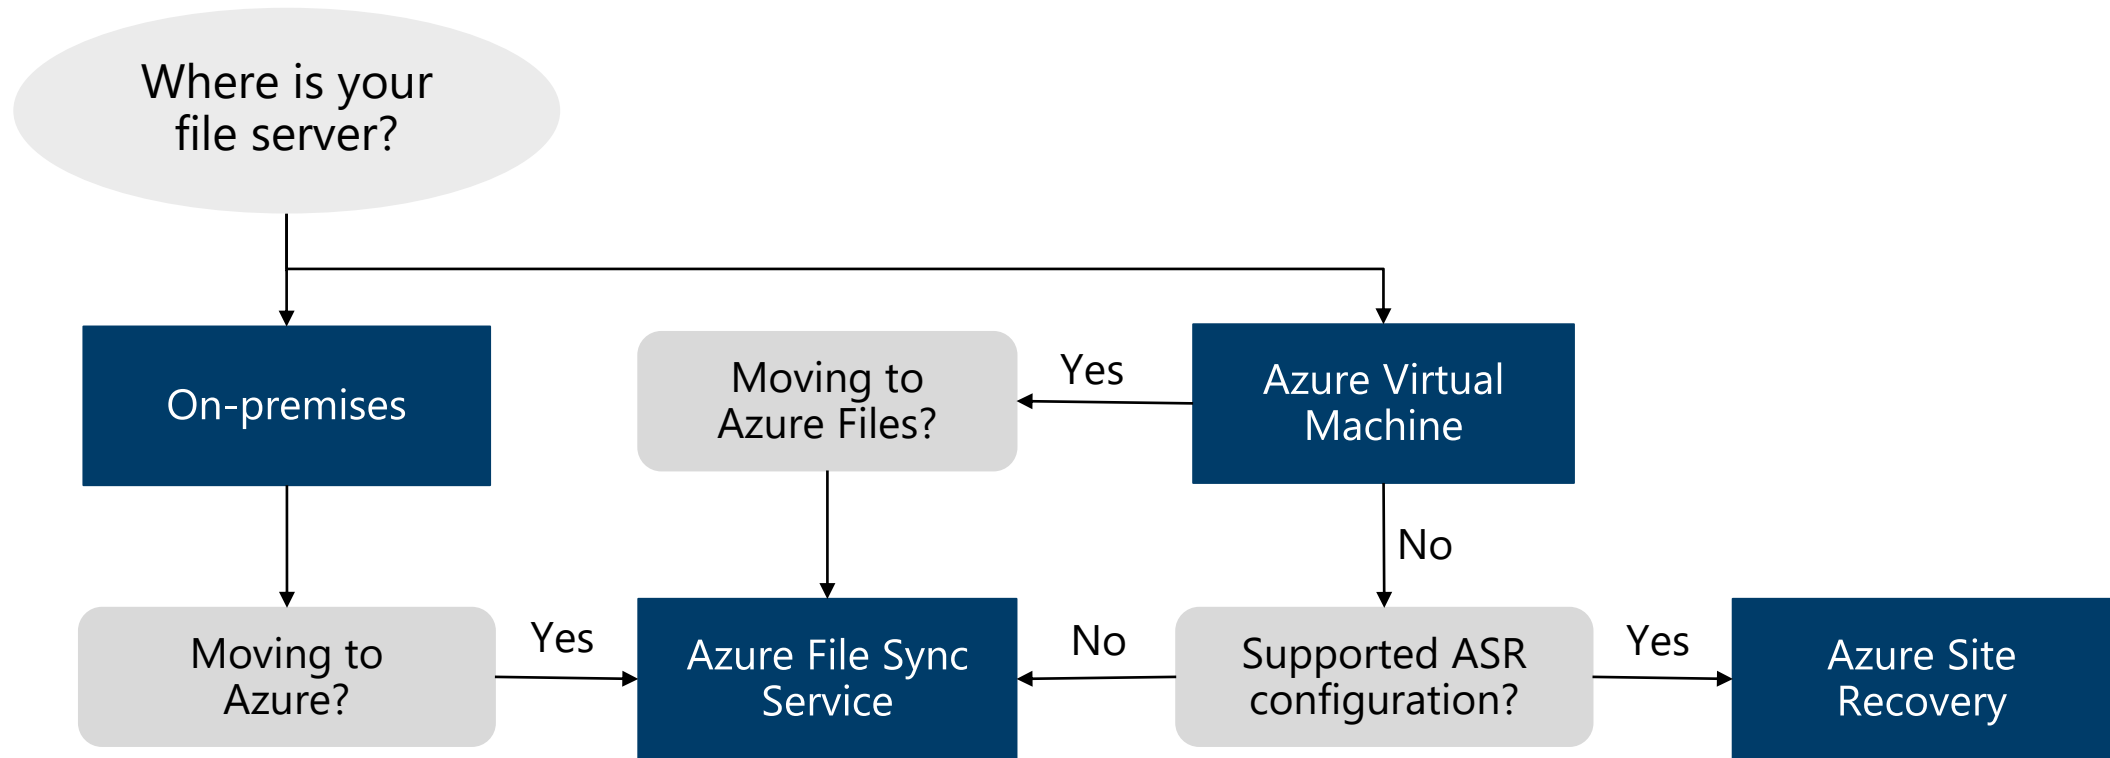 Where is your
file server?
On-premises
Moving to
Azure Files?
Yes
Azure Virtual
Machine
No
Moving to
Azure?
Yes
Azure File Sync
Service
No
Supported ASR
configuration?
Yes
Azure Site
Recovery